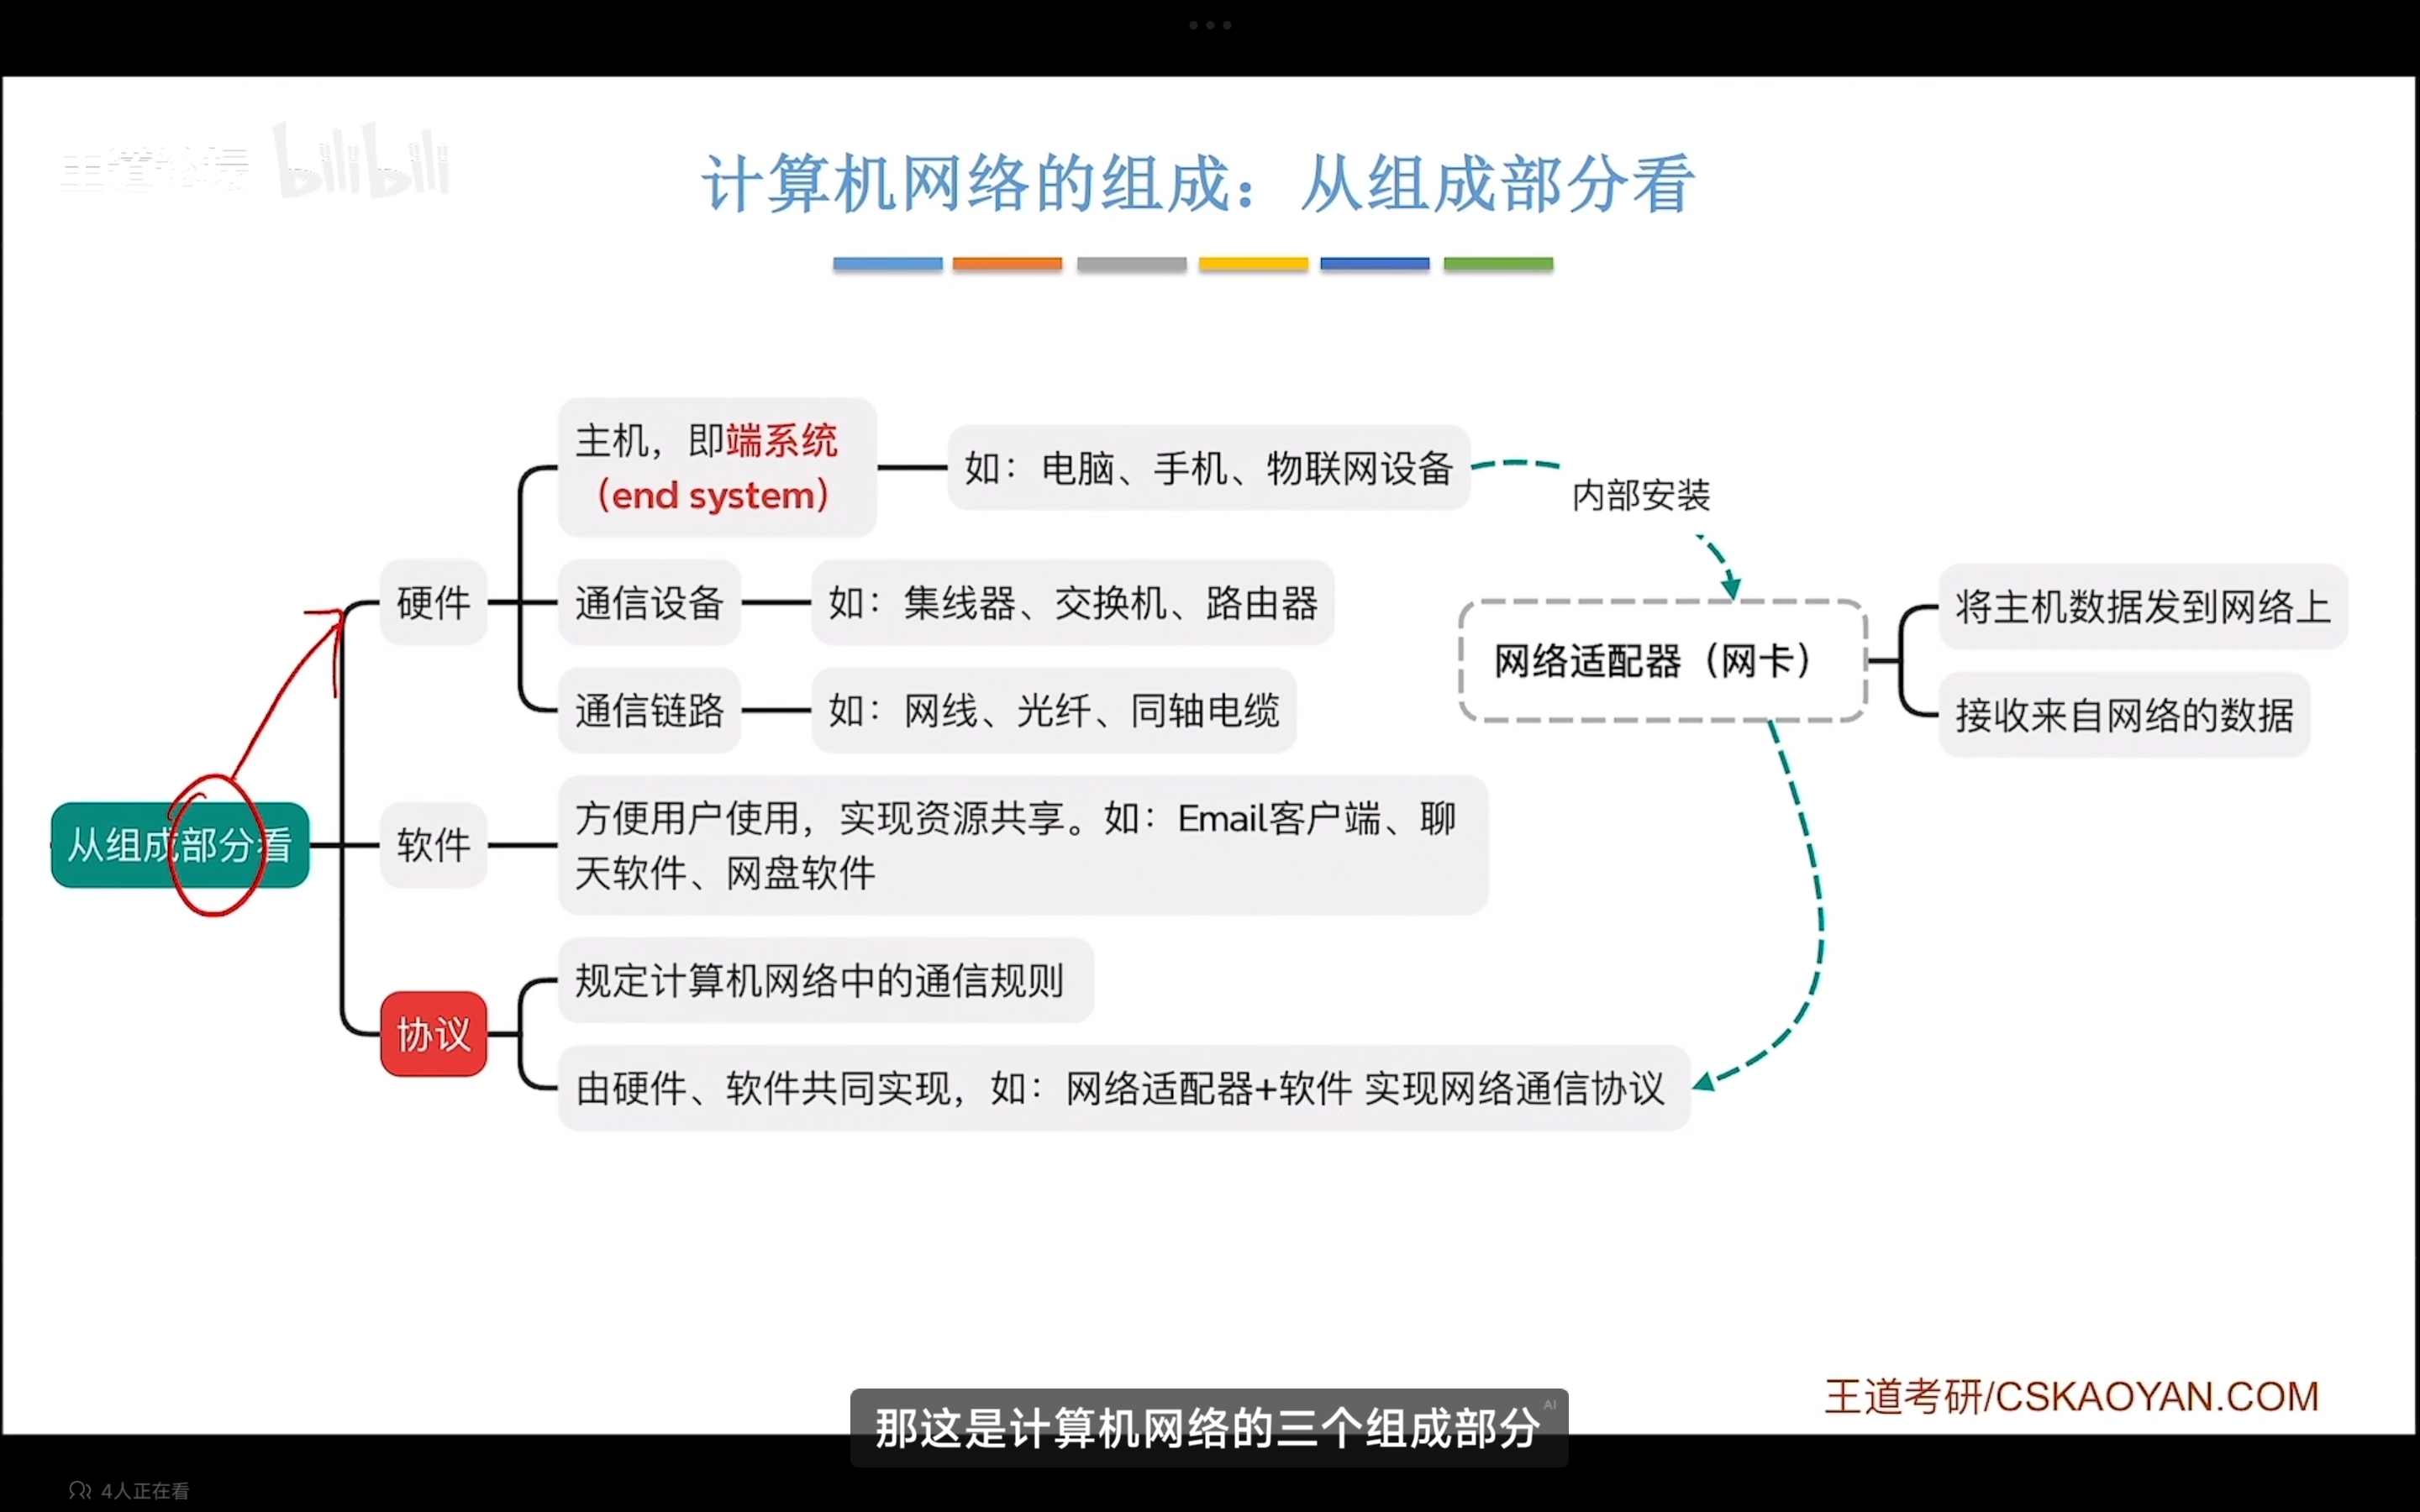 王道论坛 bilibili
计算机网络的组成：从组成部分看
主机，即端系统
（end system）
如：电脑、手机、物联网设备
内部安装
硬件
通信设备
如：集线器、交换机、路由器
将主机数据发到网络上
网络适配器（网卡）
通信链路
如：网线、光纤、同轴电缆
接收来自网络的数据
从组成部分看
软件
方便用户使用，实现资源共享。如：Email客户端、聊
天软件、网盘软件
协议
规定计算机网络中的通信规则
由硬件、软件共同实现，如：网络适配器+软件 实现网络通信协议
王道考研/CSKAOYAN.COM
那这是计算机网络的三个组成部分
AI
4人正在看